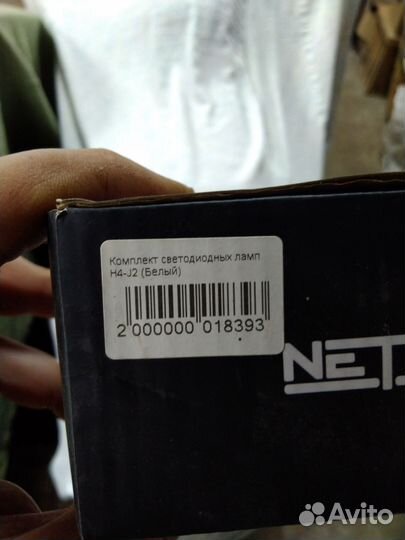 Комплект светодиодных ламп
H4-J2 (Белый)
2 000000 018393
NET
Avito